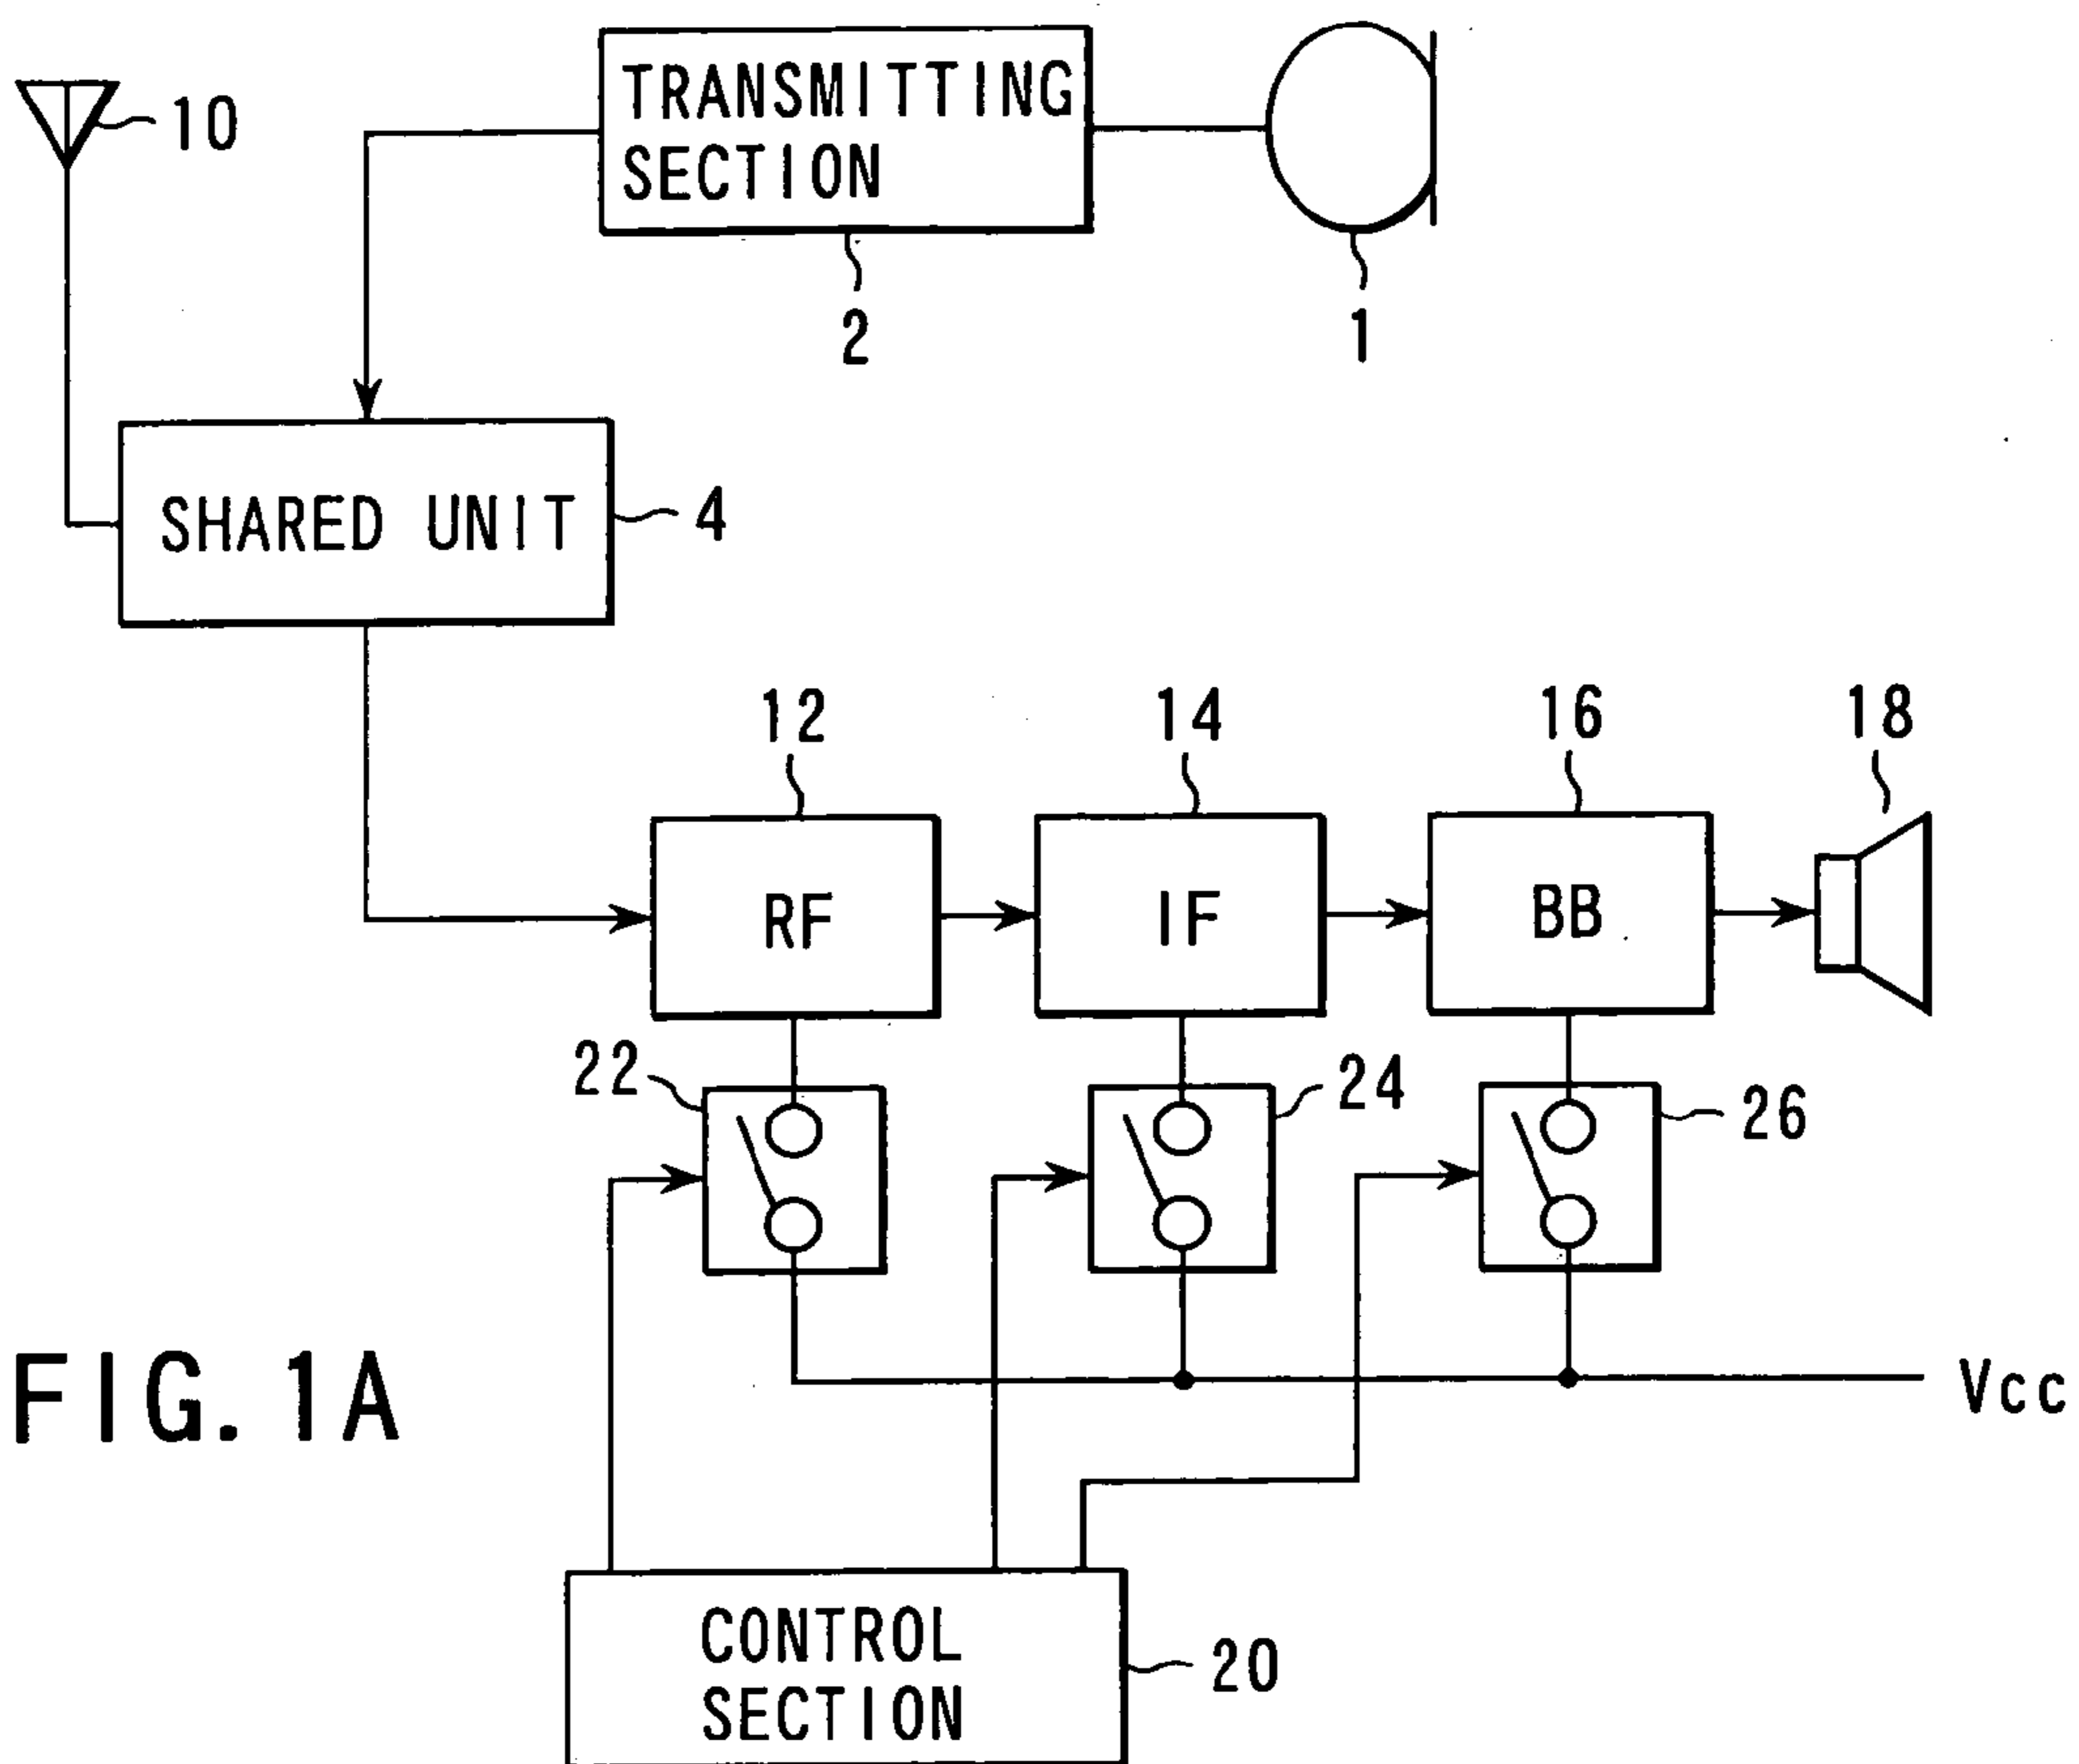 TRANSMITTING
SECTION
10
2
1
SHARED UNIT
4
12
14
16
18
RF
IF
BB
22
24
26
Vcc
FIG. 1A
CONTROL
SECTION
20